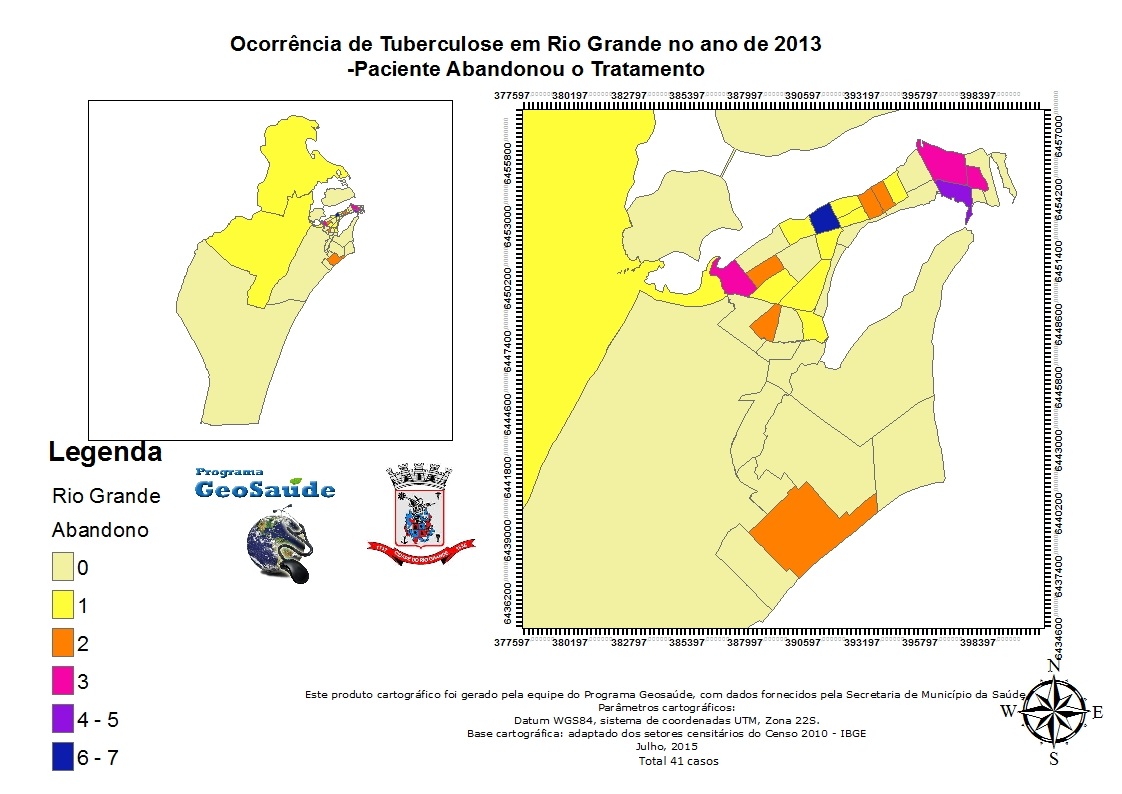 Ocorrência de Tuberculose em Rio Grande no ano de 2013
-Paciente Abandonou o Tratamento
377597 380197 382797 385397 387997 390597 393197 395797 398397
6457000
6455800
6454200
6453000
6451400
6450200
6448600
6447400
6445800
6444600
6443000
6441800
6440200
6439000
6437400
6436200
6434600
377597 380197 382797 385397 387997 390597 393197 395797 398397
Legenda
Rio Grande
Abandono
0
1
2
3
4 - 5
6 - 7
Programa
GeoSaúde
CIDADE DO RIO GRANDE
Este produto cartográfico foi gerado pela equipe do Programa Geosaúde, com dados fornecidos pela Secretaria de Município da Saúde
Parâmetros cartográficos:
Datum WGS84, sistema de coordenadas UTM, Zona 22S.
Base cartográfica: adaptado dos setores censitários do Censo 2010 - IBGE
Julho, 2015
Total 41 casos
N
W E
S